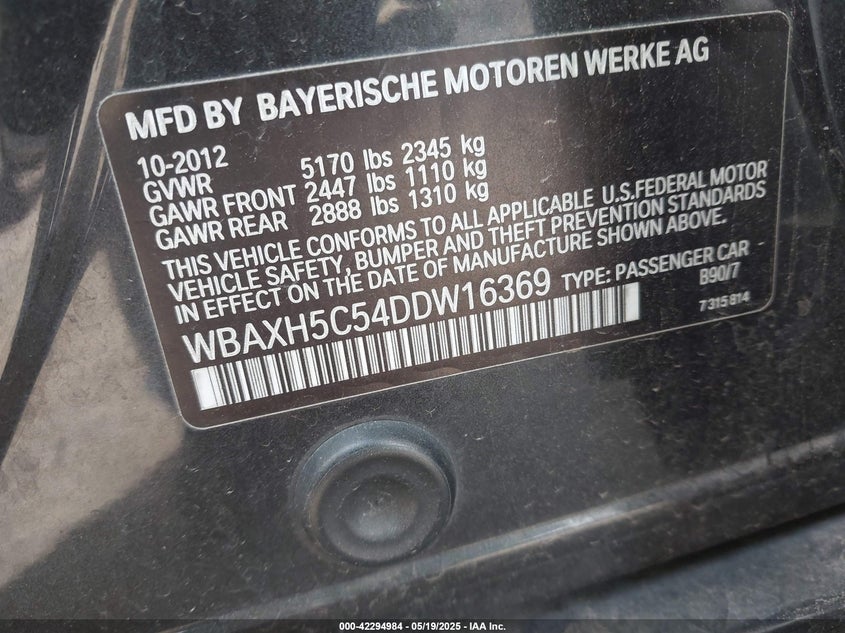 MFD BY BAYERISCHE MOTOREN WERKE AG
10-2012
GVWR 5170 lbs 2345 kg
GAWR FRONT 2447 lbs 1110 kg
GAWR REAR 2888 lbs 1310 kg
THIS VEHICLE CONFORMS TO ALL APPLICABLE U.S.FEDERAL MOTOR
VEHICLE SAFETY, BUMPER AND THEFT PREVENTION STANDARDS
IN EFFECT ON THE DATE OF MANUFACTURE SHOWN ABOVE.
WBAXH5C54DDW16369 TYPE: PASSENGER CAR
B90/7
7 315 814
000-42294984 — 05/19/2025 — IAA Inc.